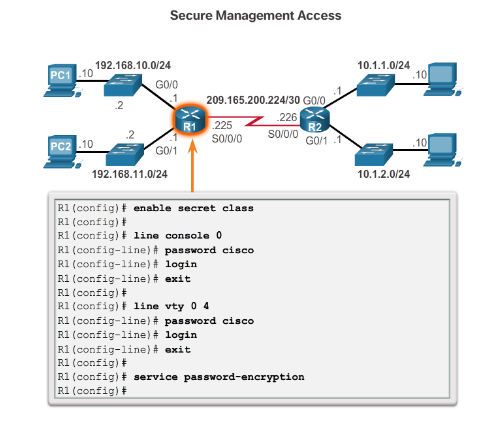 Secure Management Access
192.168.10.0/24
10.1.1.0/24
PC1
.10
.10
G0/0
.1
.2
209.165.200.224/30
G0/0
.1
R1
.225
S0/0/0
.226
S0/0/0
R2
G0/1
.1
PC2
.10
.2
.1
G0/1
.10
192.168.11.0/24
10.1.2.0/24
R1(config)# enable secret class
R1(config)#
R1(config)# line console 0
R1(config-line)# password cisco
R1(config-line)# login
R1(config-line)# exit
R1(config)#
R1(config)# line vty 0 4
R1(config-line)# password cisco
R1(config-line)# login
R1(config-line)# exit
R1(config)#
R1(config)# service password-encryption
R1(config)#